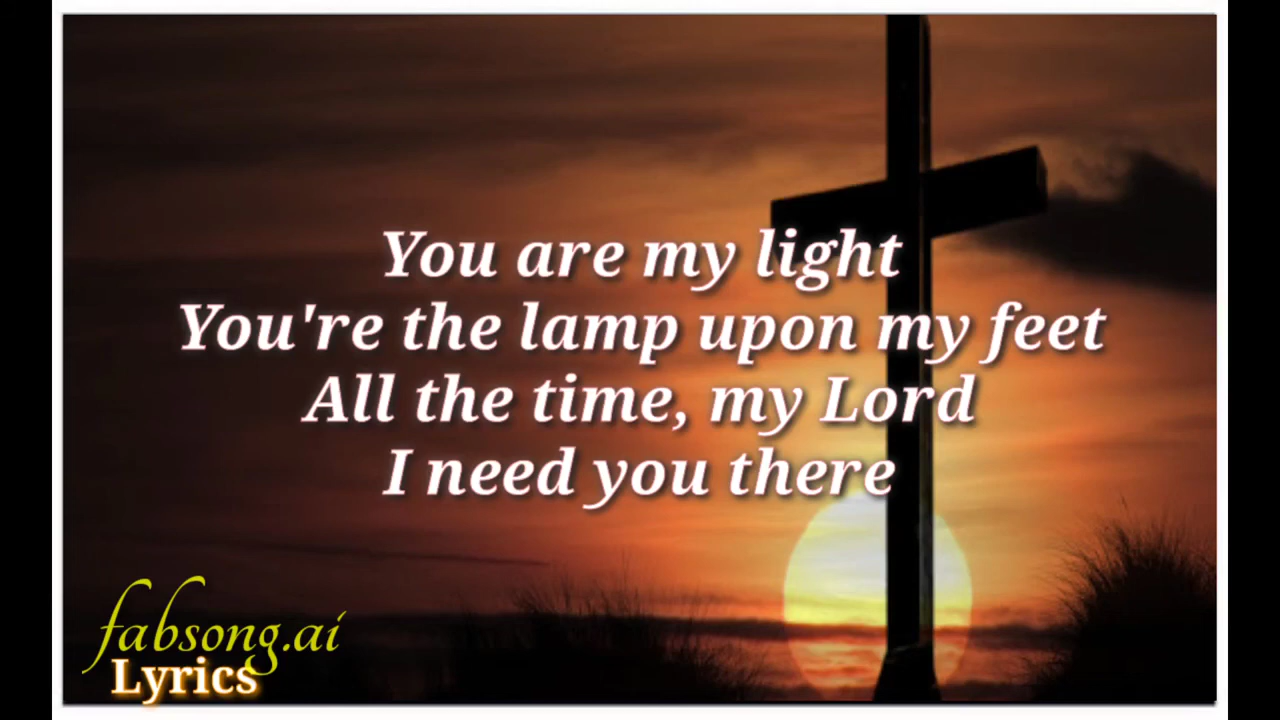 You are my light
You're the lamp upon my feet
All the time, my Lord
I need you there
fabsong.ai
Lyrics